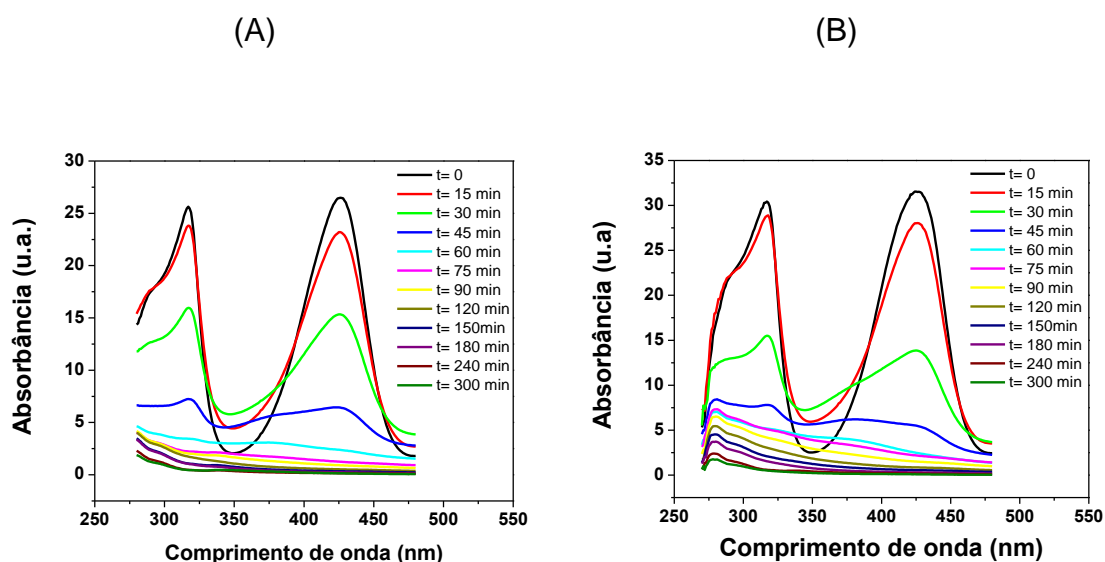 (A)
(B)
Absorbância (u.a.)
30
25
20
15
10
5
0
250
300
350
400
450
500
550
Comprimento de onda (nm)
t= 0
t= 15 min
t= 30 min
t= 45 min
t= 60 min
t= 75 min
t= 90 min
t= 120 min
t= 150min
t= 180 min
t= 240 min
t= 300 min
Absorbância (u.a)
35
30
25
20
15
10
5
0
250
300
350
400
450
500
550
Comprimento de onda (nm)
t= 0
t= 15 min
t= 30 min
t= 45 min
t= 60 min
t= 75 min
t= 90 min
t= 120 min
t= 150min
t= 180 min
t= 240 min
t= 300 min